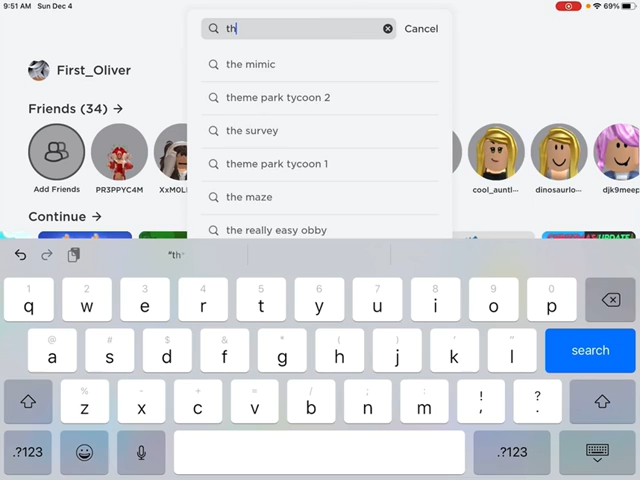 9:51 AM Sun Dec 4
69%
th
Cancel
the mimic
theme park tycoon 2
the survey
theme park tycoon 1
the maze
the really easy obby
First_Oliver
Friends (34) →
Add Friends
PR3PPYC4M
XxM0L
cool_auntl...
dinosaurlo...
djk9meep
Continue →
UPDATE
"th"
1 2 3 4 5 6 7 8 9 0
q w e r t y u i o p
@ # $ & * ( ) ' "
a s d f g h j k l
search
% - + = / ; :
z x c v b n m ! , ? .
.?123
.?123